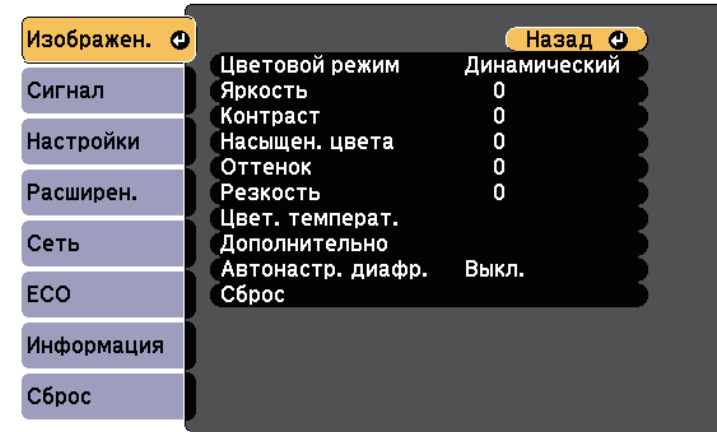 Изображен.
Сигнал
Настройки
Расширен.
Сеть
ECO
Информация
Сброс
Назад
Цветовой режим Динамический
Яркость 0
Контраст 0
Насыщен. цвета 0
Оттенок 0
Резкость 0
Цвет. температ.
Дополнительно
Автонастр. диафр. Выкл.
Сброс